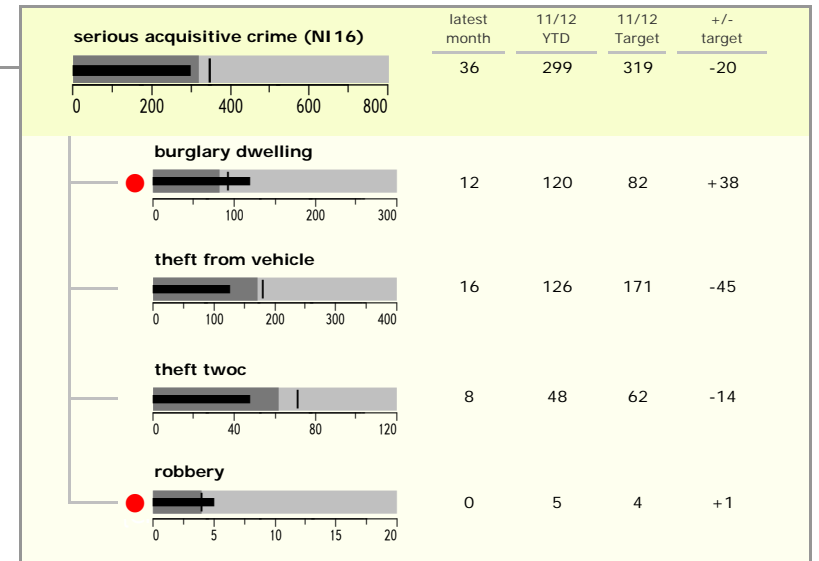 latest 11/12 11/12 +/-
serious acquisitive crime (NI16) month YTD Target target
36 299 319 -20
0 200 400 600 800
burglary dwelling
12 120 82 +38
0 100 200 300
theft from vehicle
16 126 171 -45
0 100 200 300 400
theft twoc
8 48 62 -14
0 40 80 120
robbery
0 5 4 +1
0 5 10 15 20